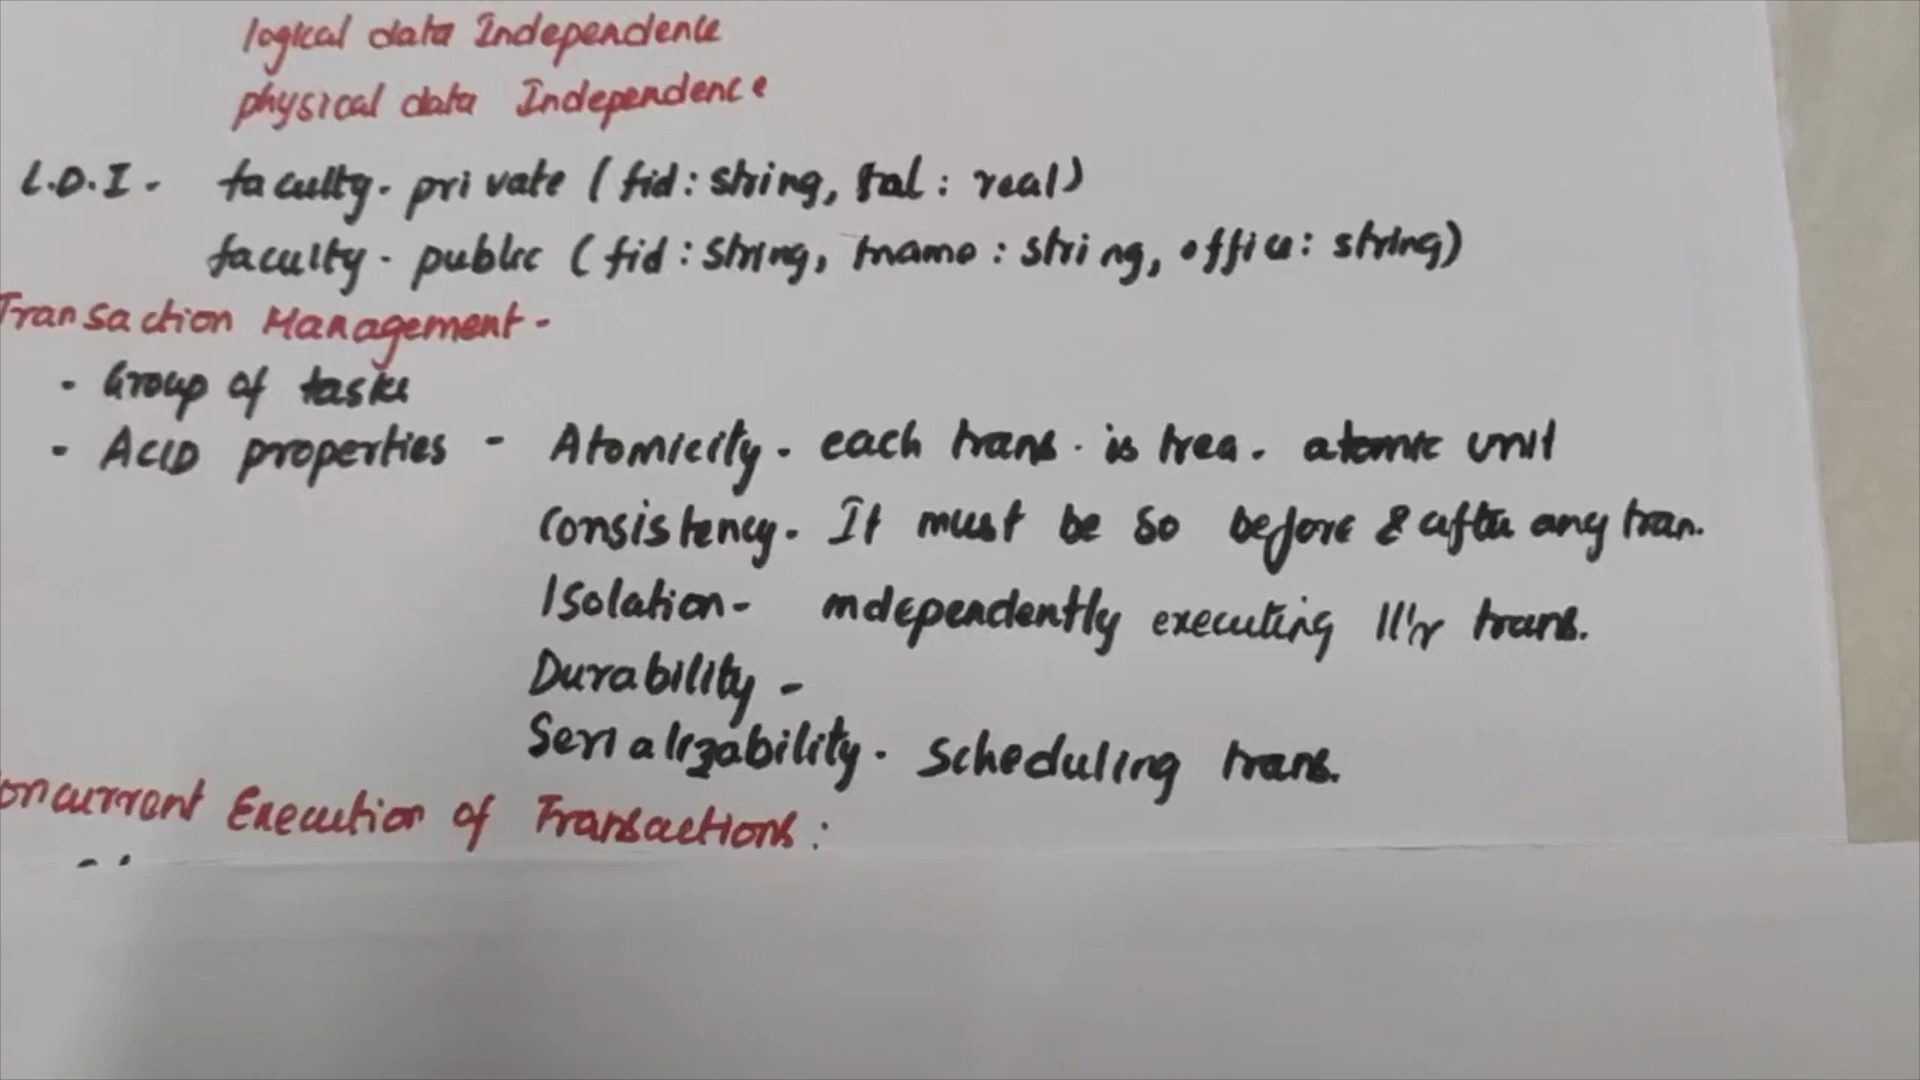 logical data Independence
physical data Independence
L.D.I - faculty - private (fid: string, sal: real)
faculty - public (fid: string, fname: string, office: string)
Transaction Management -
- Group of tasks
- ACID properties - Atomicity - each trans. is trea. atomic unit
Consistency - It must be so before & after any tran.
Isolation - independently executing ll'r trans.
Durability -
Serializability - Scheduling trans.
oncurrent Execution of Transactions: